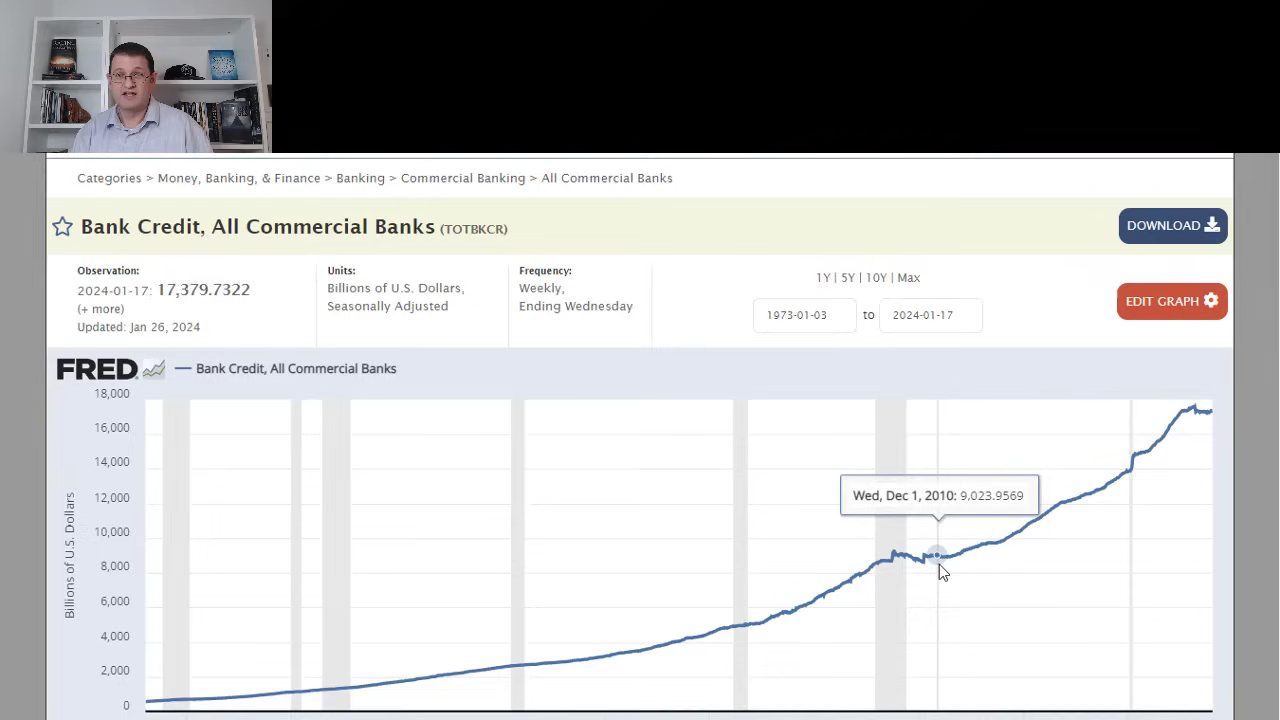 Categories > Money, Banking, & Finance > Banking > Commercial Banking > All Commercial Banks
Bank Credit, All Commercial Banks (TOTBKCR)
DOWNLOAD
Observation:
2024-01-17: 17,379.7322
(+ more)
Updated: Jan 26, 2024
Units:
Billions of U.S. Dollars,
Seasonally Adjusted
Frequency:
Weekly,
Ending Wednesday
1Y | 5Y | 10Y | Max
1973-01-03 to 2024-01-17
EDIT GRAPH
FRED
Bank Credit, All Commercial Banks
18,000
16,000
14,000
12,000
10,000
8,000
6,000
4,000
2,000
0
Billions of U.S. Dollars
Wed, Dec 1, 2010: 9,023.9569